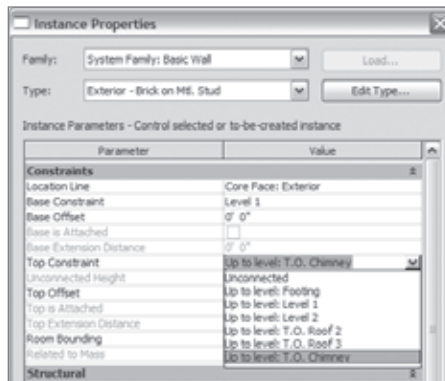 Instance Properties
Family: System Family: Basic Wall Load...
Type: Exterior - Brick on Mtl. Stud Edit Type...
Instance Parameters - Control selected or to-be-created instance
Parameter Value
Constraints
Location Line Core Face: Exterior
Base Constraint Level 1
Base Offset 0' 0"
Base is Attached
Base Extension Distance 0' 0"
Top Constraint Up to level: T.O. Chimney
Unconnected Height Unconnected
Top Offset Up to level: Footing
Top is Attached Up to level: Level 1
Top Extension Distance Up to level: Level 2
Room Bounding Up to level: T.O. Roof 2
Related to Mass Up to level: T.O. Roof 3
Up to level: T.O. Chimney
Structural